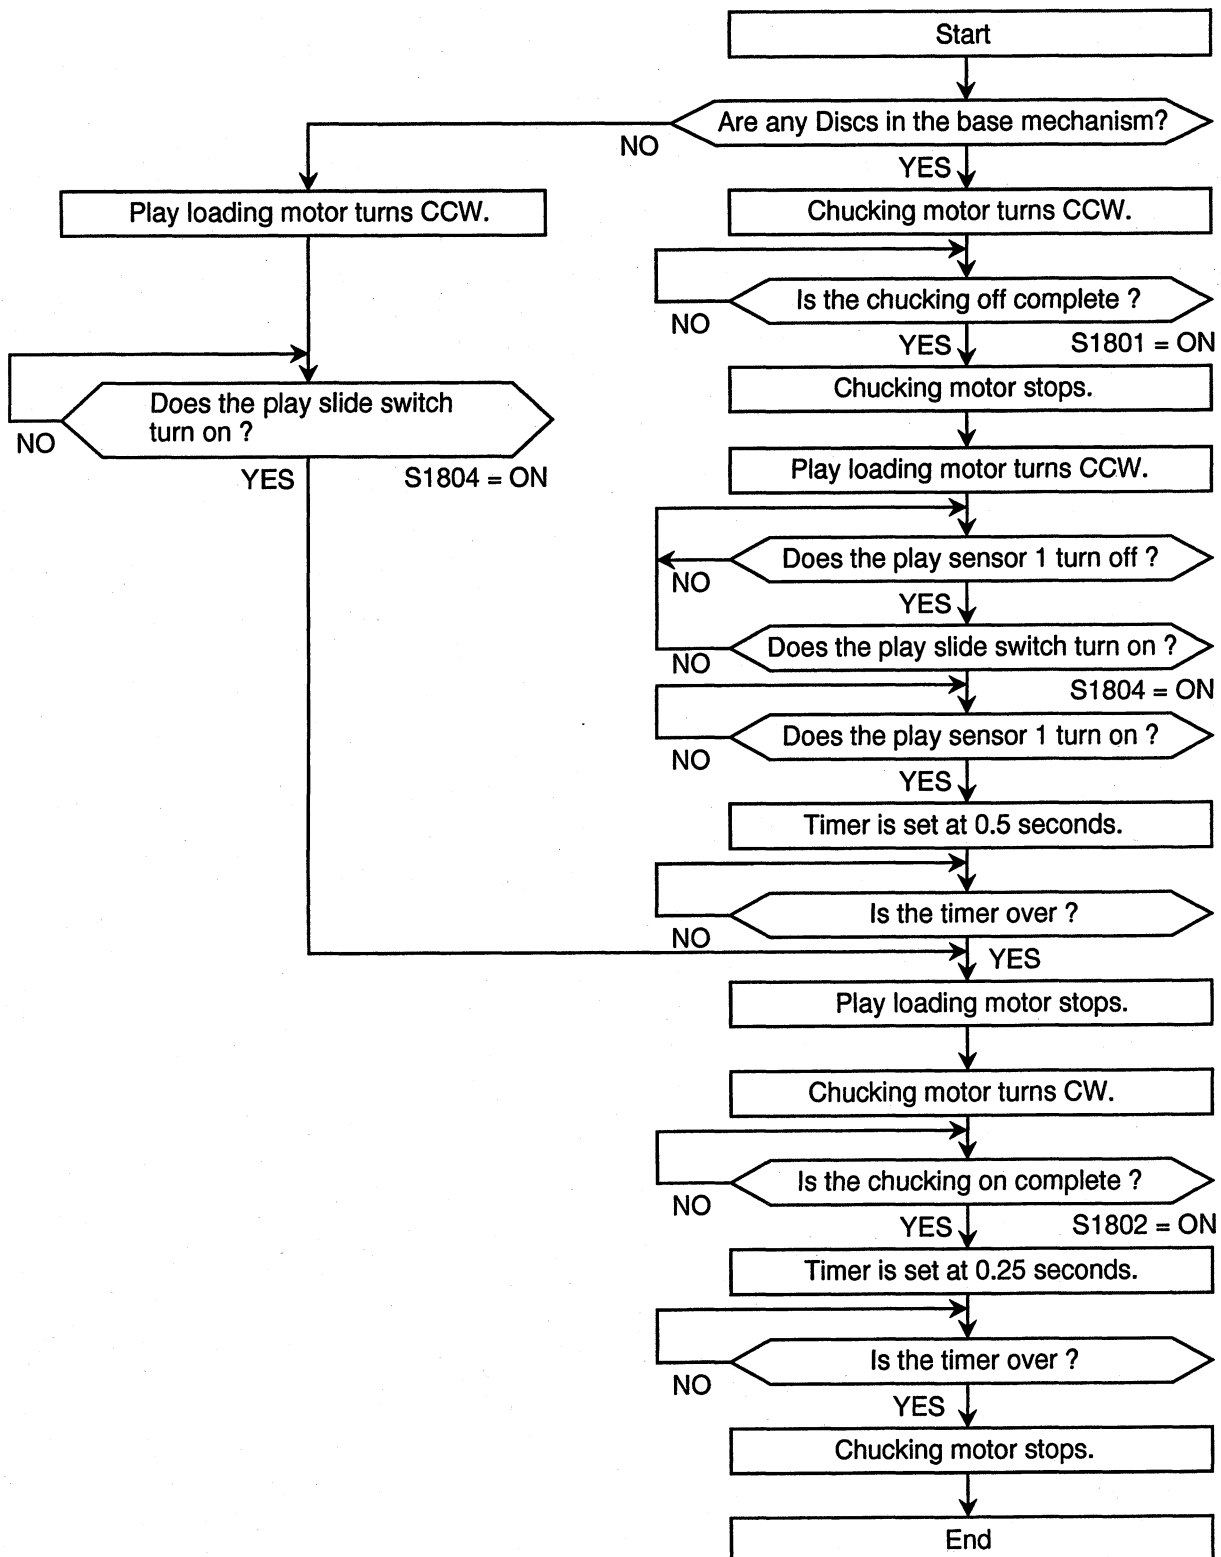 Start
Are any Discs in the base mechanism?
NO
YES
Play loading motor turns CCW.
Chucking motor turns CCW.
Is the chucking off complete ?
NO
YES
S1801 = ON
Chucking motor stops.
Does the play slide switch
turn on ?
NO
YES
S1804 = ON
Play loading motor turns CCW.
Does the play sensor 1 turn off ?
NO
YES
Does the play slide switch turn on ?
NO
S1804 = ON
Does the play sensor 1 turn on ?
NO
YES
Timer is set at 0.5 seconds.
Is the timer over ?
NO
YES
Play loading motor stops.
Chucking motor turns CW.
Is the chucking on complete ?
NO
YES
S1802 = ON
Timer is set at 0.25 seconds.
Is the timer over ?
NO
YES
Chucking motor stops.
End